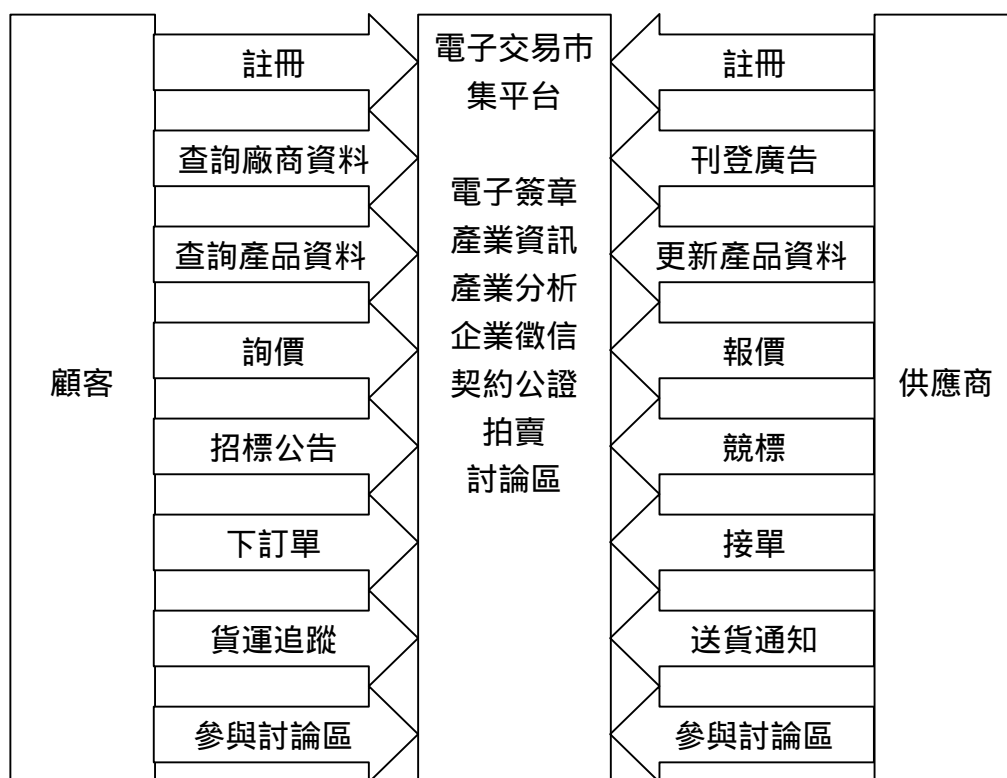 顧客
註冊
查詢廠商資料
查詢產品資料
詢價
招標公告
下訂單
貨運追蹤
參與討論區
電子交易市
集平台
電子簽章
產業資訊
產業分析
企業徵信
契約公證
拍賣
討論區
註冊
刊登廣告
更新產品資料
報價
競標
接單
送貨通知
參與討論區
供應商